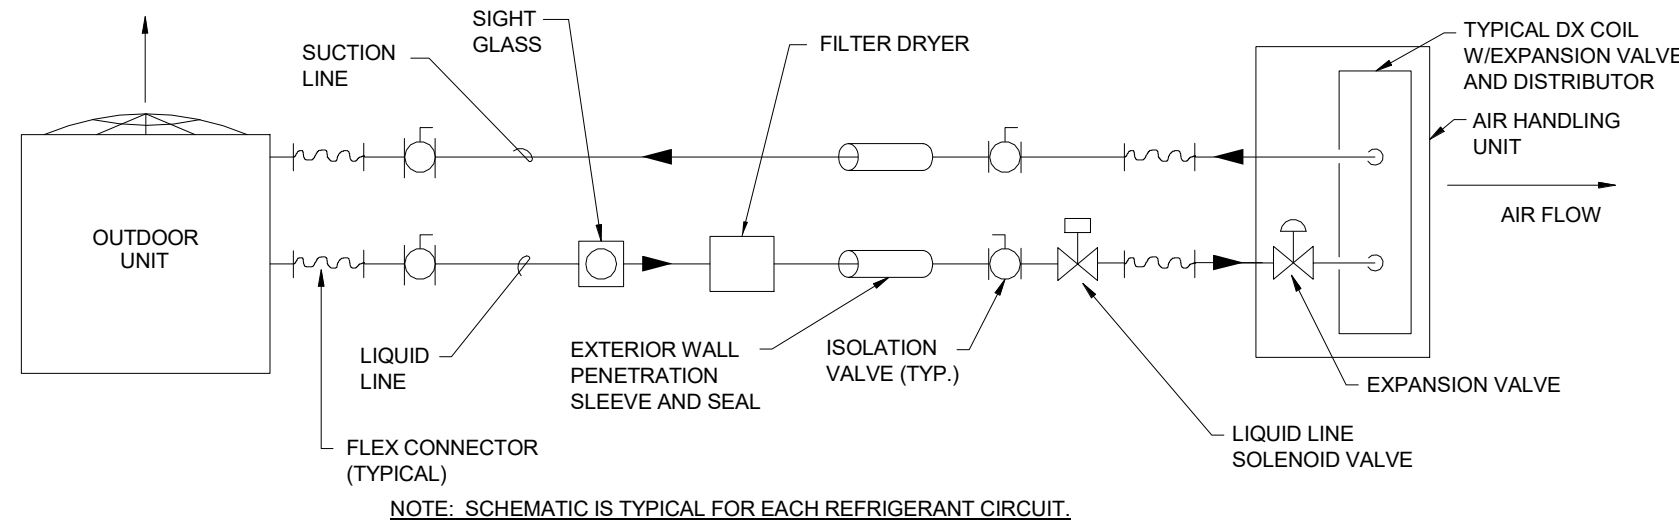 SIGHT
GLASS
SUCTION
LINE
FILTER DRYER
TYPICAL DX COIL
W/EXPANSION VALVE
AND DISTRIBUTOR
AIR HANDLING
UNIT
AIR FLOW
OUTDOOR
UNIT
LIQUID
LINE
EXTERIOR WALL
PENETRATION
SLEEVE AND SEAL
ISOLATION
VALVE (TYP.)
EXPANSION VALVE
FLEX CONNECTOR
(TYPICAL)
LIQUID LINE
SOLENOID VALVE
NOTE: SCHEMATIC IS TYPICAL FOR EACH REFRIGERANT CIRCUIT.